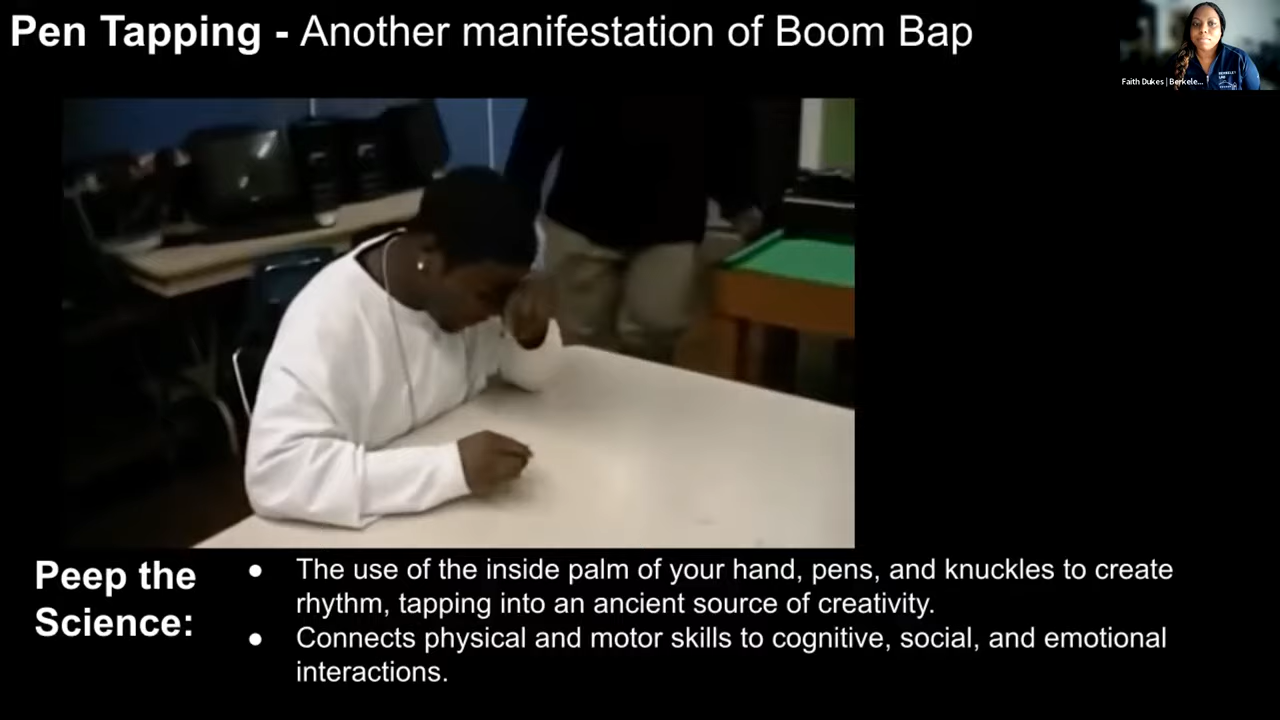 Pen Tapping - Another manifestation of Boom Bap
Faith Dukes | Berkele...
Peep the
Science:
● The use of the inside palm of your hand, pens, and knuckles to create
rhythm, tapping into an ancient source of creativity.
● Connects physical and motor skills to cognitive, social, and emotional
interactions.